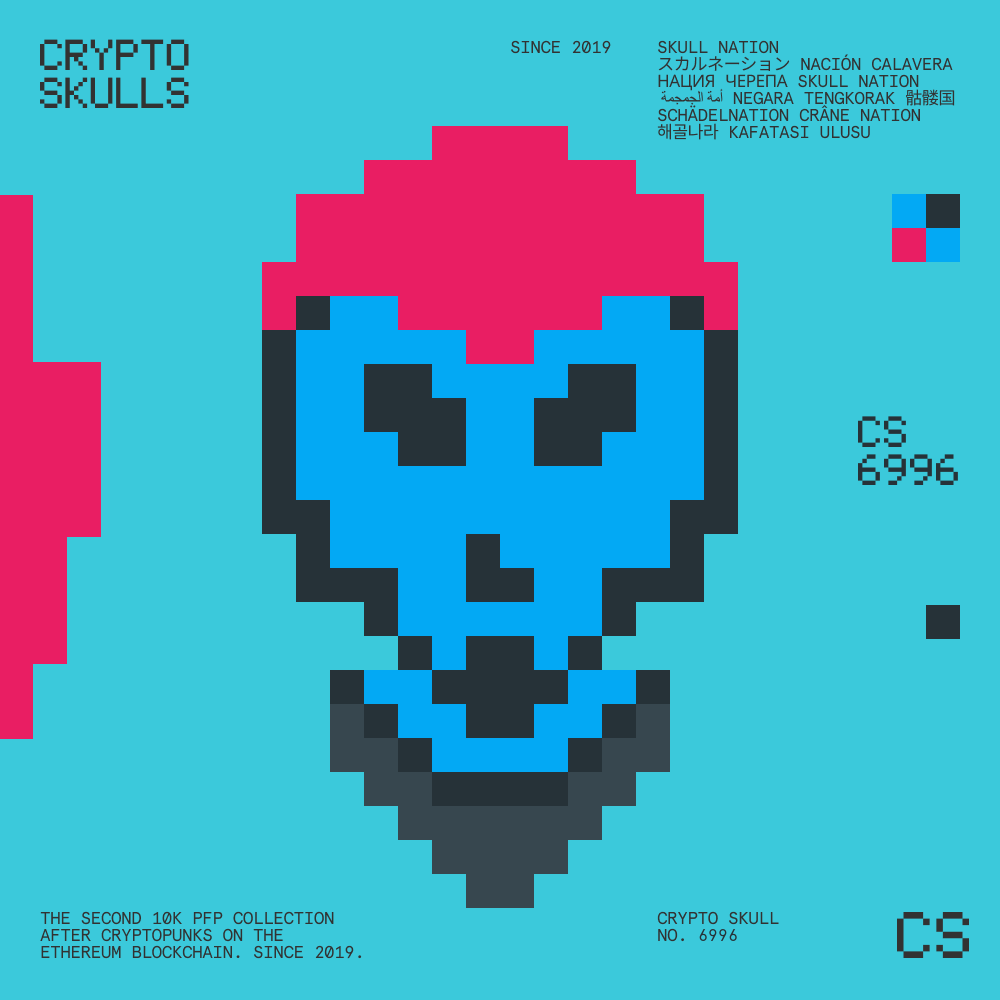 CRYPTO
SKULLS
SINCE 2019
SKULL NATION
スカルネーション NACIÓN CALAVERA
НАЦИЯ ЧЕРЕПА SKULL NATION
أمة الجمجمة NEGARA TENGKORAK 骷髅国
SCHÄDELNATION CRÂNE NATION
해골나라 KAFATASI ULUSU
CS
6996
THE SECOND 10K PFP COLLECTION
AFTER CRYPTOPUNKS ON THE
ETHEREUM BLOCKCHAIN. SINCE 2019.
CRYPTO SKULL
NO. 6996
CS